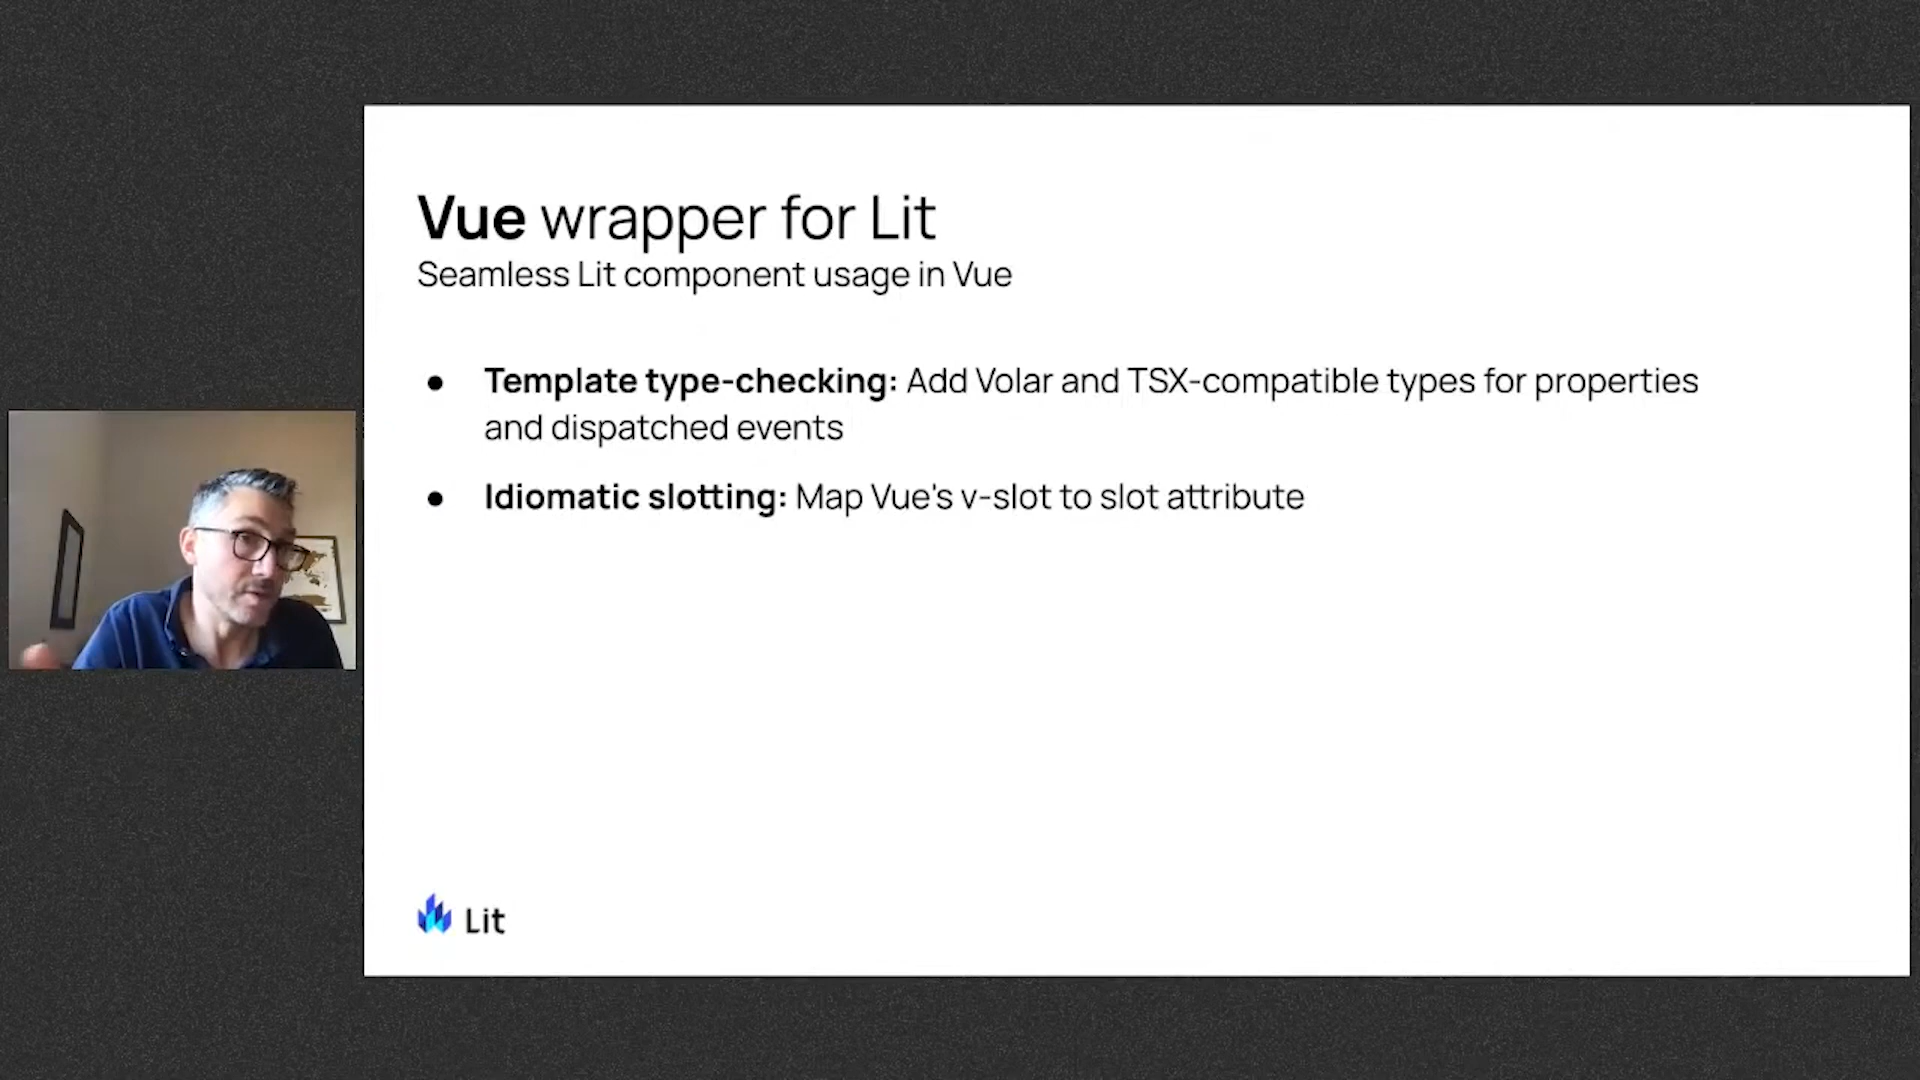 Vue wrapper for Lit
Seamless Lit component usage in Vue
● Template type-checking: Add Volar and TSX-compatible types for properties
and dispatched events
● Idiomatic slotting: Map Vue's v-slot to slot attribute
Lit